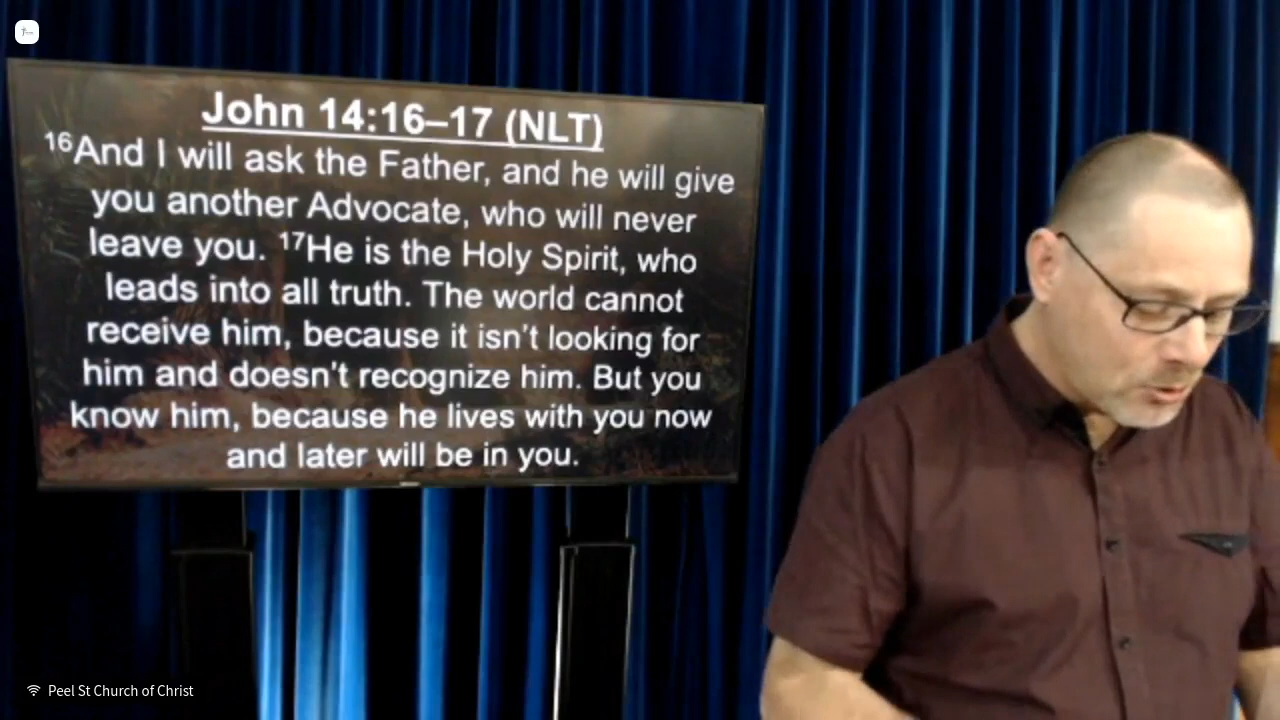 John 14:16–17 (NLT)
¹⁶And I will ask the Father, and he will give
you another Advocate, who will never
leave you. ¹⁷He is the Holy Spirit, who
leads into all truth. The world cannot
receive him, because it isn't looking for
him and doesn't recognize him. But you
know him, because he lives with you now
and later will be in you.
Peel St Church of Christ